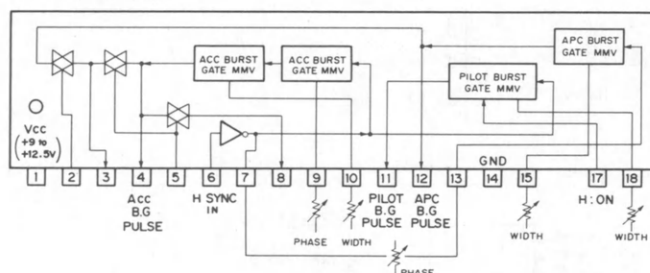 ACC BURST
GATE MMV
ACC BURST
GATE MMV
APC BURST
GATE MMV
PILOT BURST
GATE MMV
VCC
(+9 to
+12.5V)
GND
1 2 3 4 5 6 7 8 9 10 11 12 13 14 15 17 18
Acc
B.G
PULSE
H SYNC
IN
PILOT
B.G
PULSE
APC
B.G
PULSE
H:ON
PHASE
WIDTH
WIDTH
WIDTH
PHASE